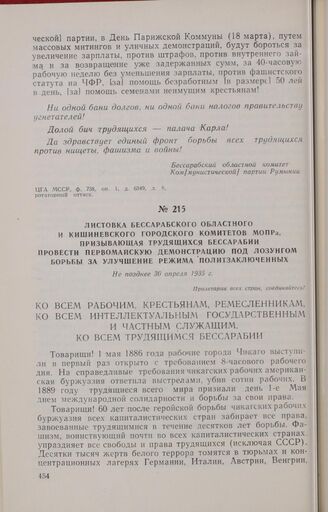 ческой] партии, в День Парижской Коммуны (18 марта), путем
массовых митингов и уличных демонстраций, будут бороться за
увеличение зарплаты, против штрафов, против внутреннего зай-
ма и за возвращение уже задержанных сумм, за 40-часовую
рабочую неделю без уменьшения зарплаты, против фашистского
статута на ЧФР, [за] помощь безработным [в размере] 50 лей
в день, [за] помощь семенами неимущим крестьянам!
Ни одной бани долгов, ни одной бани налогов правительству
угнетателей!
Долой бич трудящихся — палача Карла!
Да здравствует единый фронт борьбы всех трудящихся
против нищеты, фашизма и войны!
Бессарабский областной комитет
Ком[мунистической] партии Румынии
ЦГА МССР, ф. 738, оп. 1, д. 6849, л. 8,
ротаторный оттиск.
№ 215
ЛИСТОВКА БЕССАРАБСКОГО ОБЛАСТНОГО
И КИШИНЕВСКОГО ГОРОДСКОГО КОМИТЕТОВ МОПРа,
ПРИЗЫВАЮЩАЯ ТРУДЯЩИХСЯ БЕССАРАБИИ
ПРОВЕСТИ ПЕРВОМАЙСКУЮ ДЕМОНСТРАЦИЮ ПОД ЛОЗУНГОМ
БОРЬБЫ ЗА УЛУЧШЕНИЕ РЕЖИМА ПОЛИТЗАКЛЮЧЕННЫХ
Не позднее 30 апреля 1935 г.
Пролетарии всех стран, соединяйтесь!
КО ВСЕМ РАБОЧИМ, КРЕСТЬЯНАМ, РЕМЕСЛЕННИКАМ,
КО ВСЕМ ИНТЕЛЛЕКТУАЛЬНЫМ ГОСУДАРСТВЕННЫМ
И ЧАСТНЫМ СЛУЖАЩИМ,
КО ВСЕМ ТРУДЯЩИМСЯ БЕССАРАБИИ
Товарищи! 1 мая 1886 года рабочие города Чикаго выступи-
ли в первый раз открыто с требованием 8-часового рабочего
дня. На справедливые требования чикагских рабочих американ-
ская буржуазия ответила выстрелами, убив сотни рабочих. В
1889 году трудящиеся всего мира признали день 1-е Мая
днем международной солидарности и борьбы за свои права.
Товарищи! 60 лет после геройской борьбы чикагских рабочих
буржуазия всех капиталистических стран забирает все права,
завоеванные трудящимися в течение десятков лет борьбы. Фа-
шизм, воинствующий почти во всех капиталистических странах,
упраздняет все свободы и права трудящихся (исключая СССР).
Десятки тысяч жертв белого террора томятся в тюрьмах и кон-
центрационных лагерях Германии, Италии, Австрии, Венгрии,
454